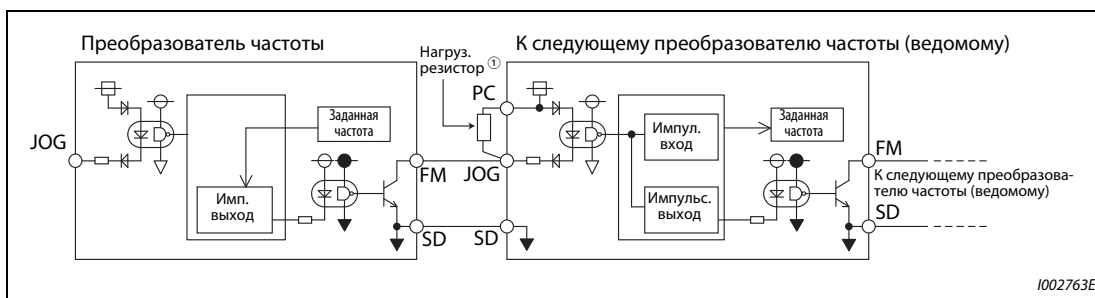 Преобразователь частоты
JOG
Заданная
частота
Имп.
выход
FM
SD
Нагруз.
резистор ①
К следующему преобразователю частоты (ведомому)
PC
JOG
SD
Импул.
вход
Импульс.
выход
Заданная
частота
FM
К следующему преобразова-
телю частоты (ведомому)
SD
I002763E